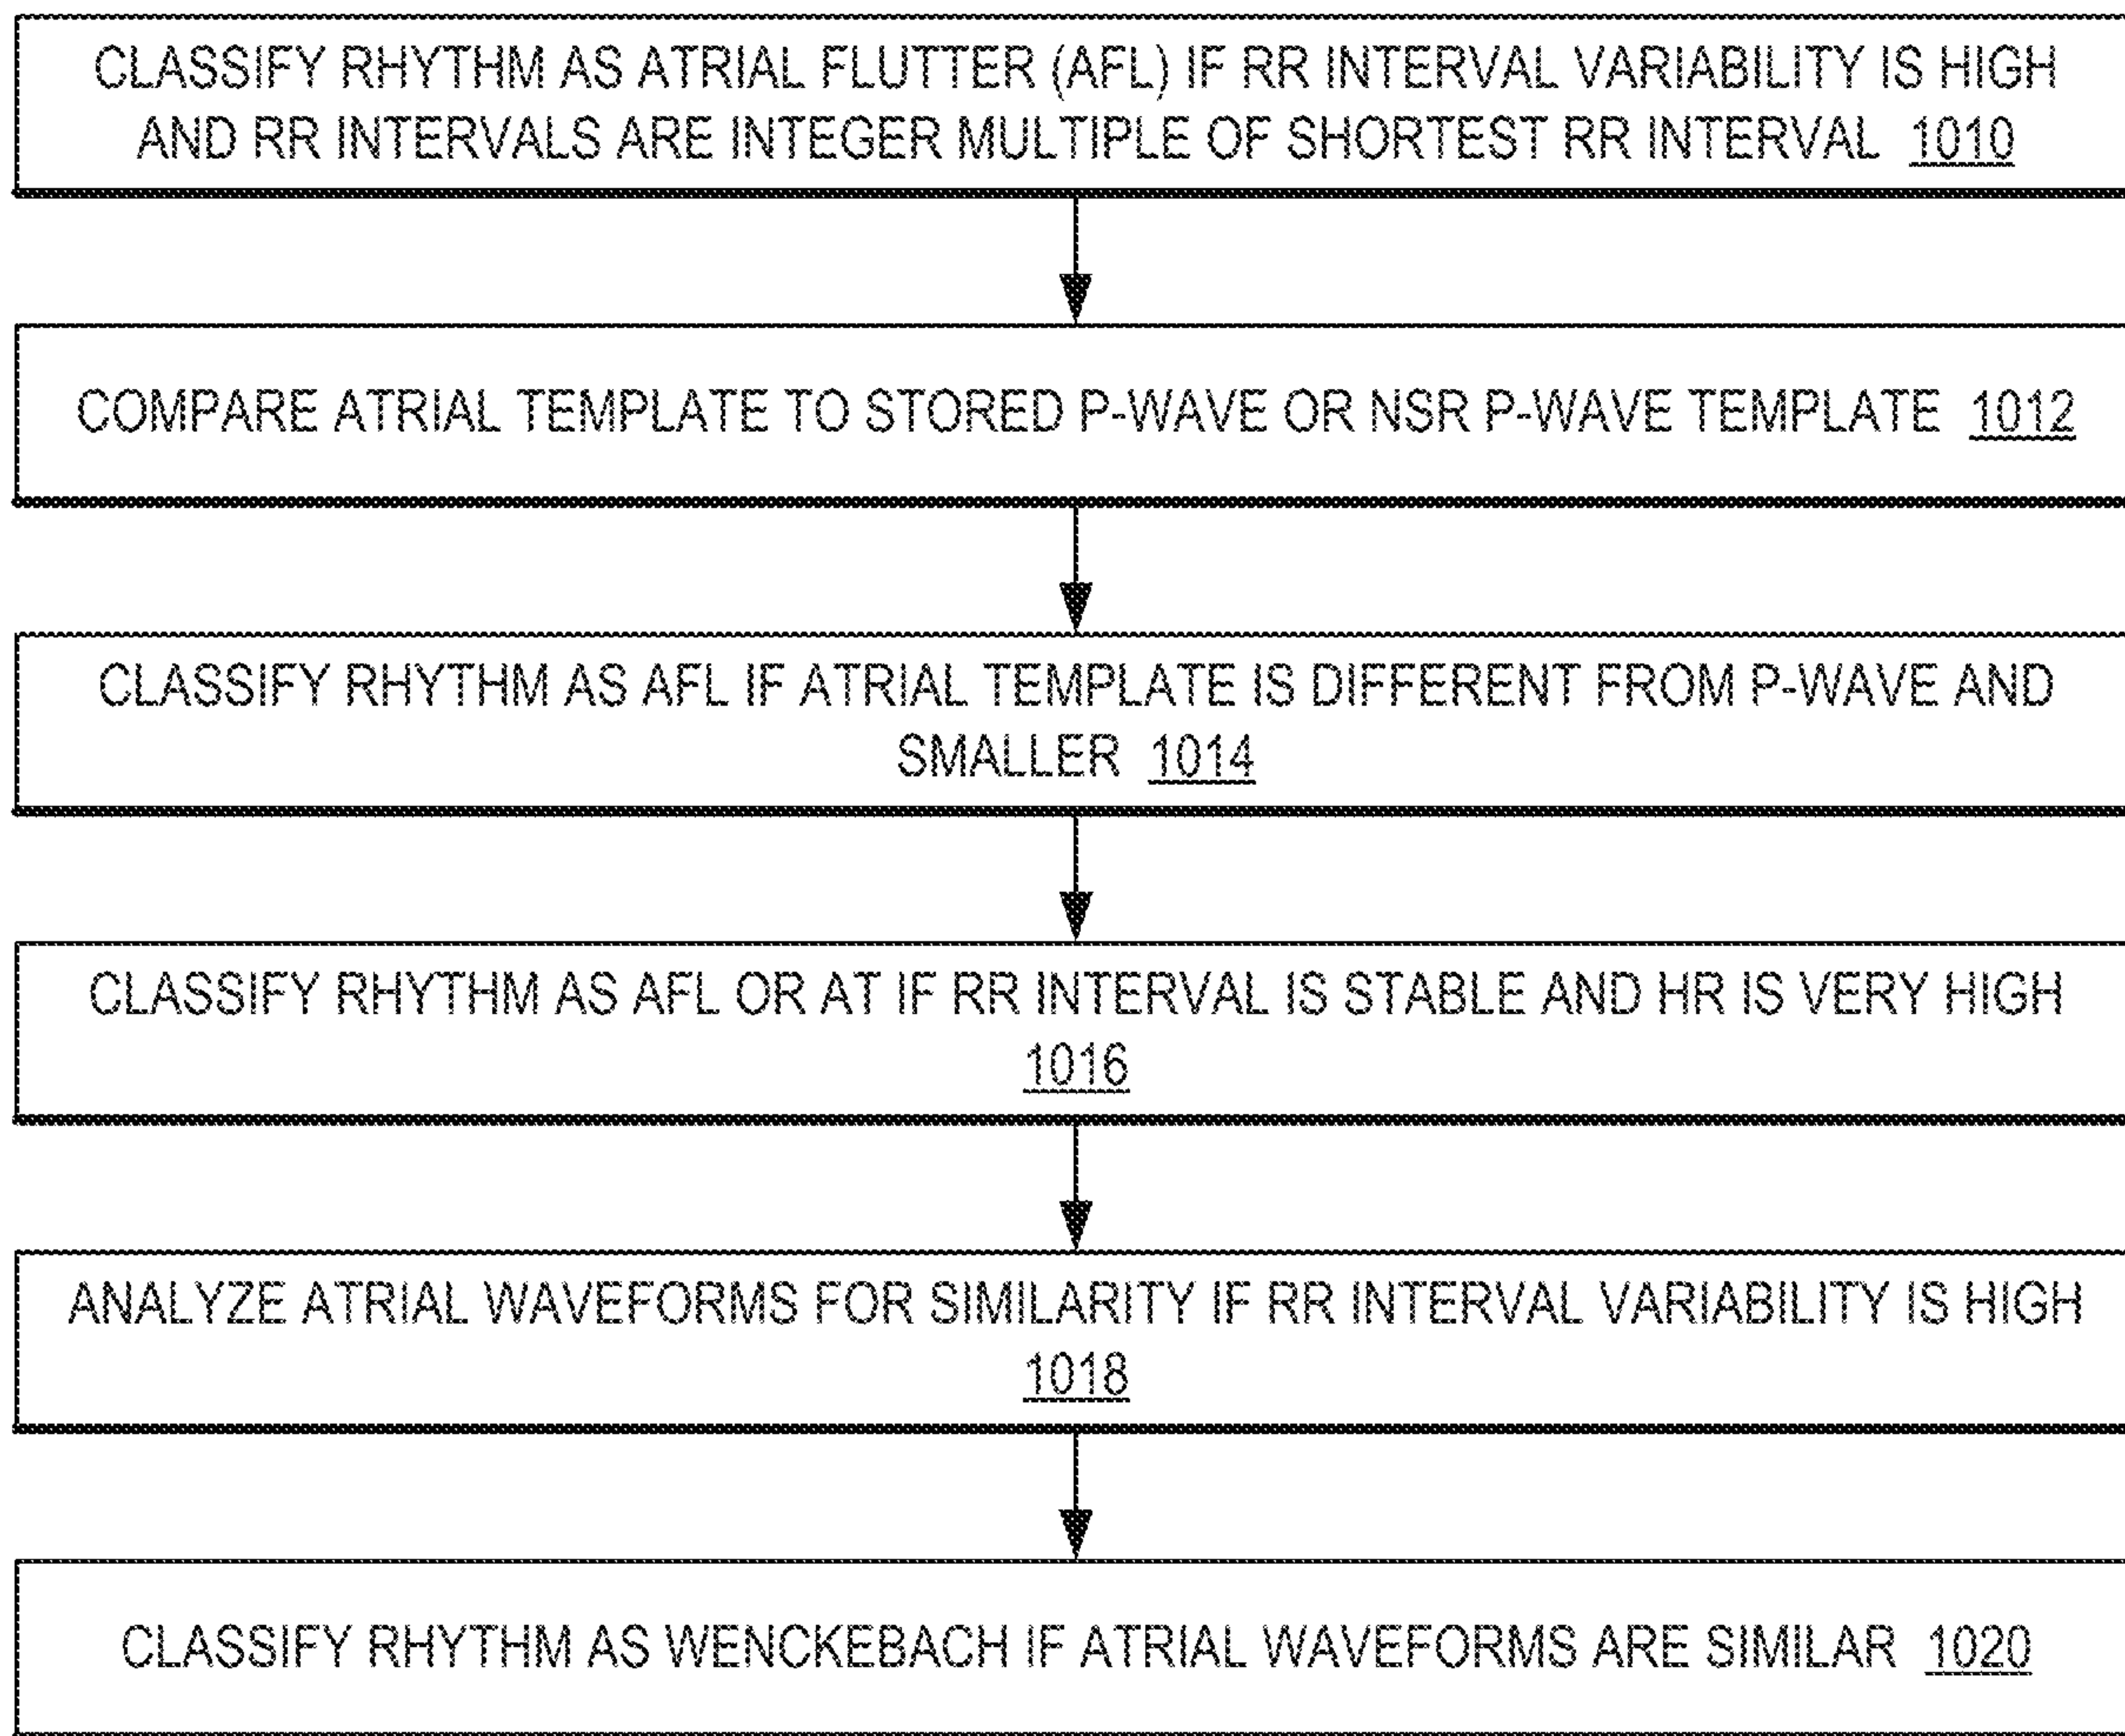 CLASSIFY RHYTHM AS ATRIAL FLUTTER (AFL) IF RR INTERVAL VARIABILITY IS HIGH
AND RR INTERVALS ARE INTEGER MULTIPLE OF SHORTEST RR INTERVAL 1010
COMPARE ATRIAL TEMPLATE TO STORED P-WAVE OR NSR P-WAVE TEMPLATE 1012
CLASSIFY RHYTHM AS AFL IF ATRIAL TEMPLATE IS DIFFERENT FROM P-WAVE AND
SMALLER 1014
CLASSIFY RHYTHM AS AFL OR AT IF RR INTERVAL IS STABLE AND HR IS VERY HIGH
1016
ANALYZE ATRIAL WAVEFORMS FOR SIMILARITY IF RR INTERVAL VARIABILITY IS HIGH
1018
CLASSIFY RHYTHM AS WENCKEBACH IF ATRIAL WAVEFORMS ARE SIMILAR 1020